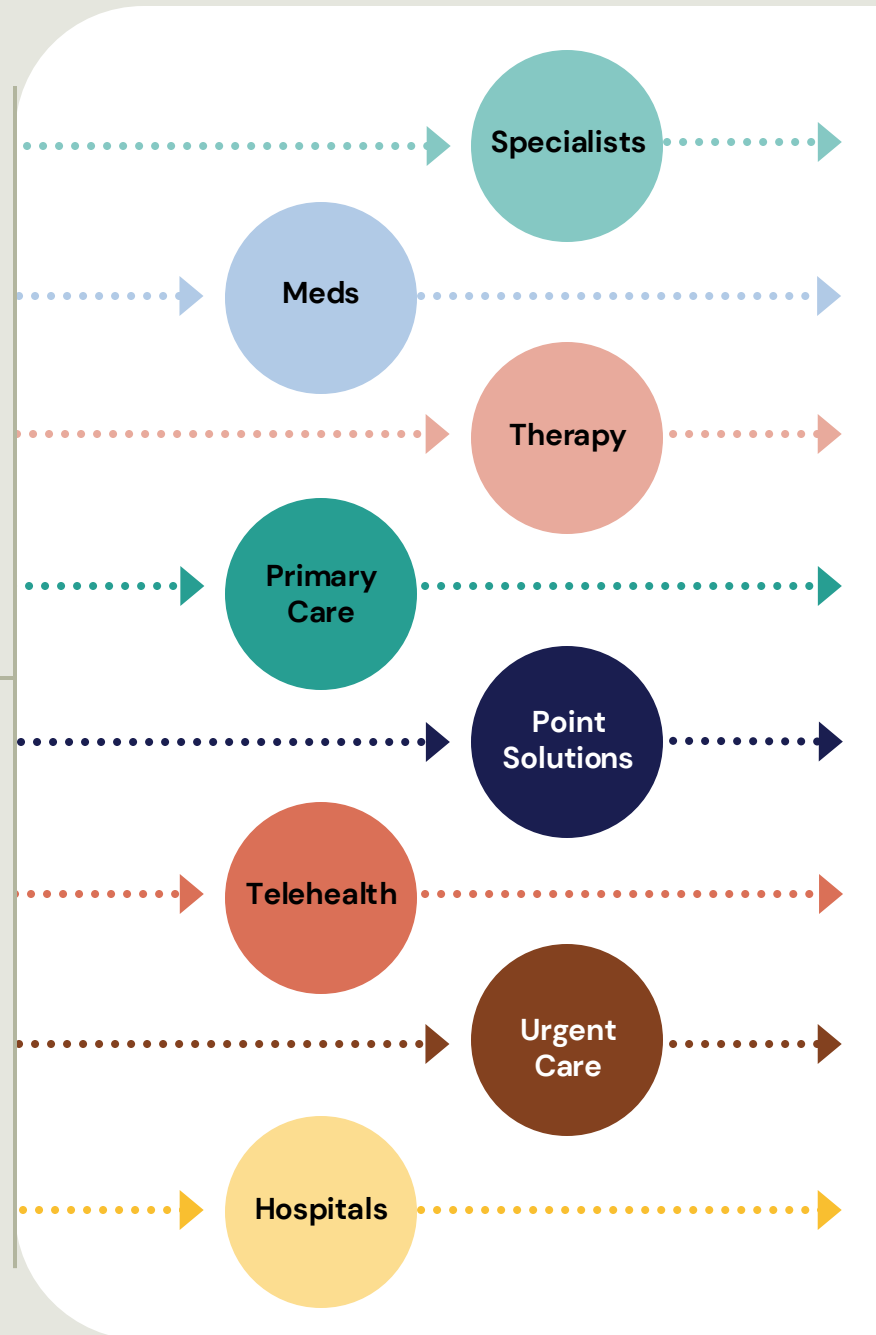 Specialists
Meds
Therapy
Primary
Care
Point
Solutions
Telehealth
Urgent
Care
Hospitals